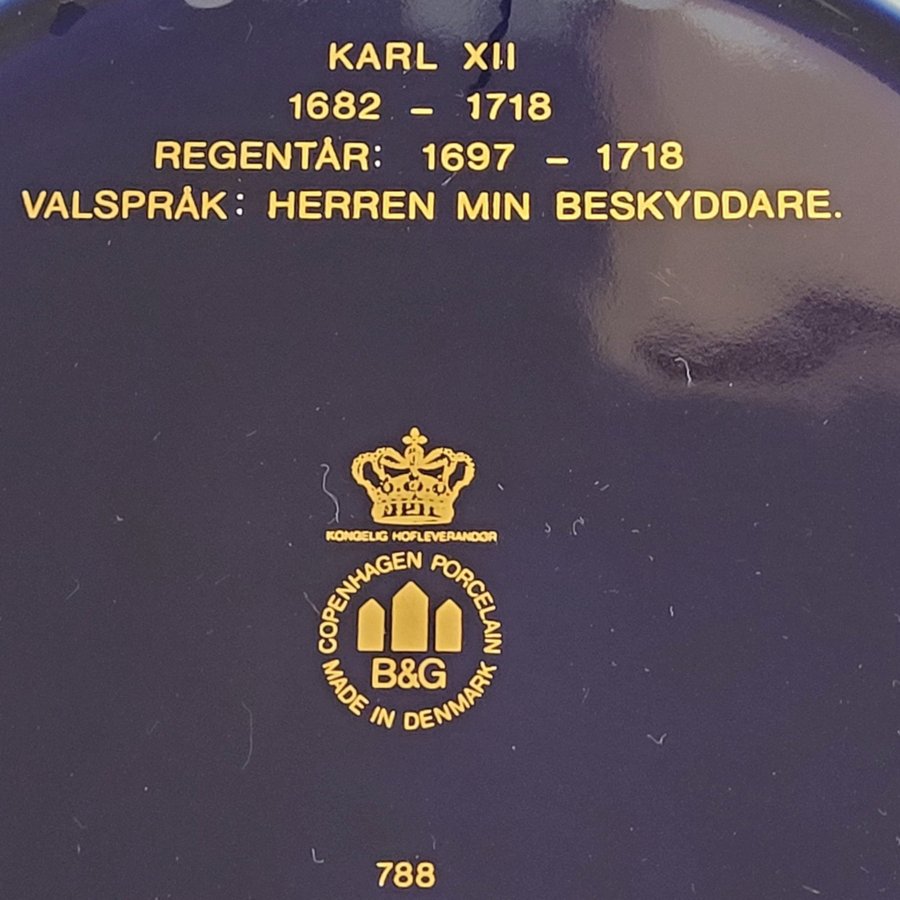 KARL XII
1682 – 1718
REGENTÅR: 1697 – 1718
VALSPRÅK: HERREN MIN BESKYDDARE.
KONGELIG HOFLEVERANDØR
COPENHAGEN PORCELAIN
B&G
MADE IN DENMARK
788